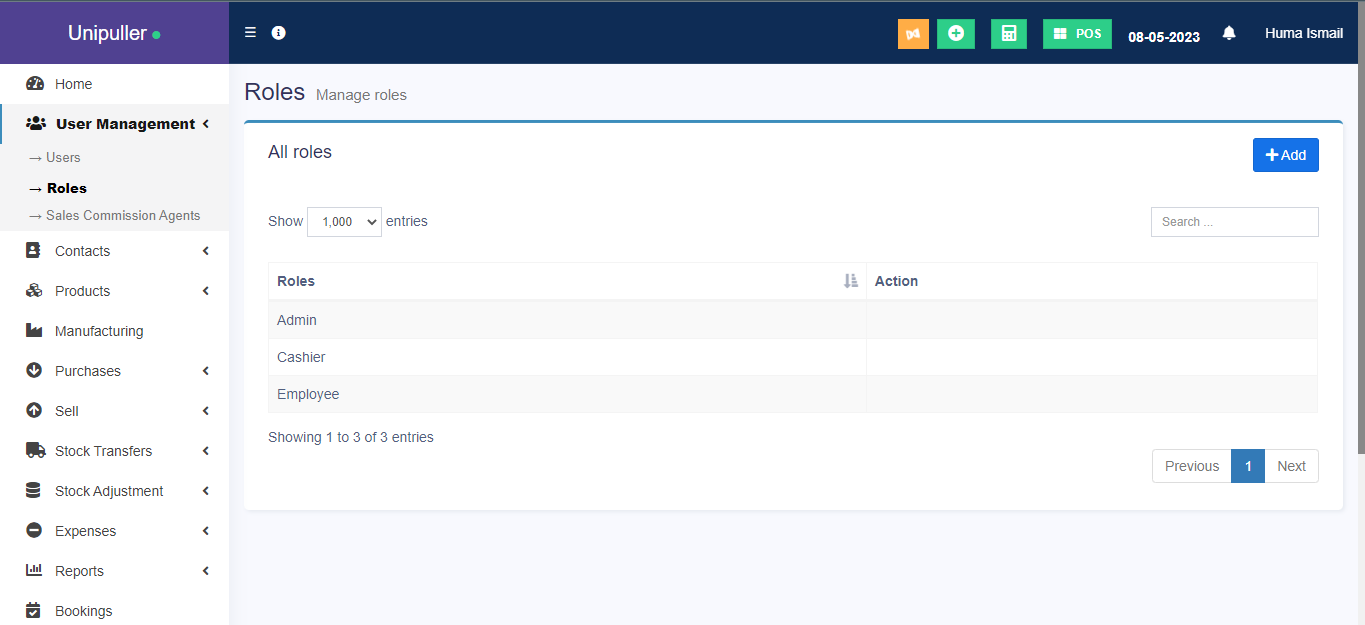 Unipuller
POS
08-05-2023
Huma Ismail
Home
User Management
→ Users
→ Roles
→ Sales Commission Agents
Contacts
Products
Manufacturing
Purchases
Sell
Stock Transfers
Stock Adjustment
Expenses
Reports
Bookings
Roles Manage roles
All roles
+ Add
Show 1,000 entries
Search ...
Roles Action
Admin
Cashier
Employee
Showing 1 to 3 of 3 entries
Previous 1 Next